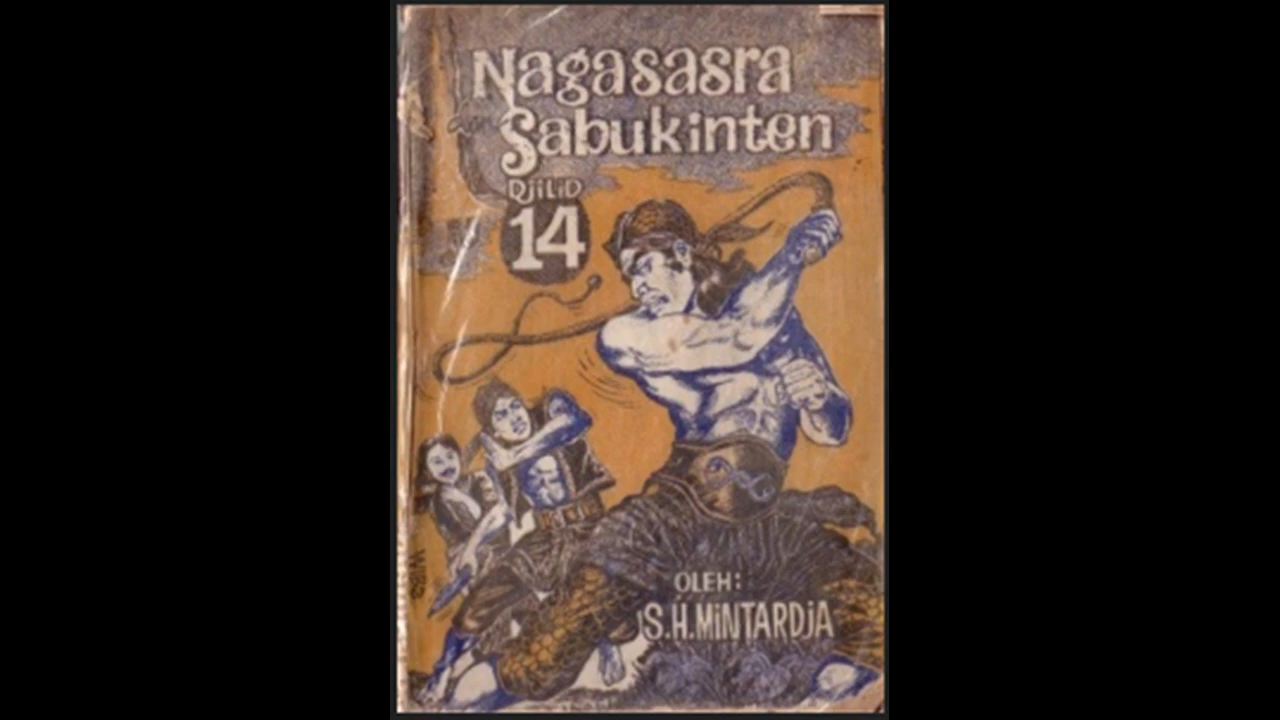 Nagasasra
Sabukinten
DJiLiD
14
OLEH:
S.H.MiNTARDJA